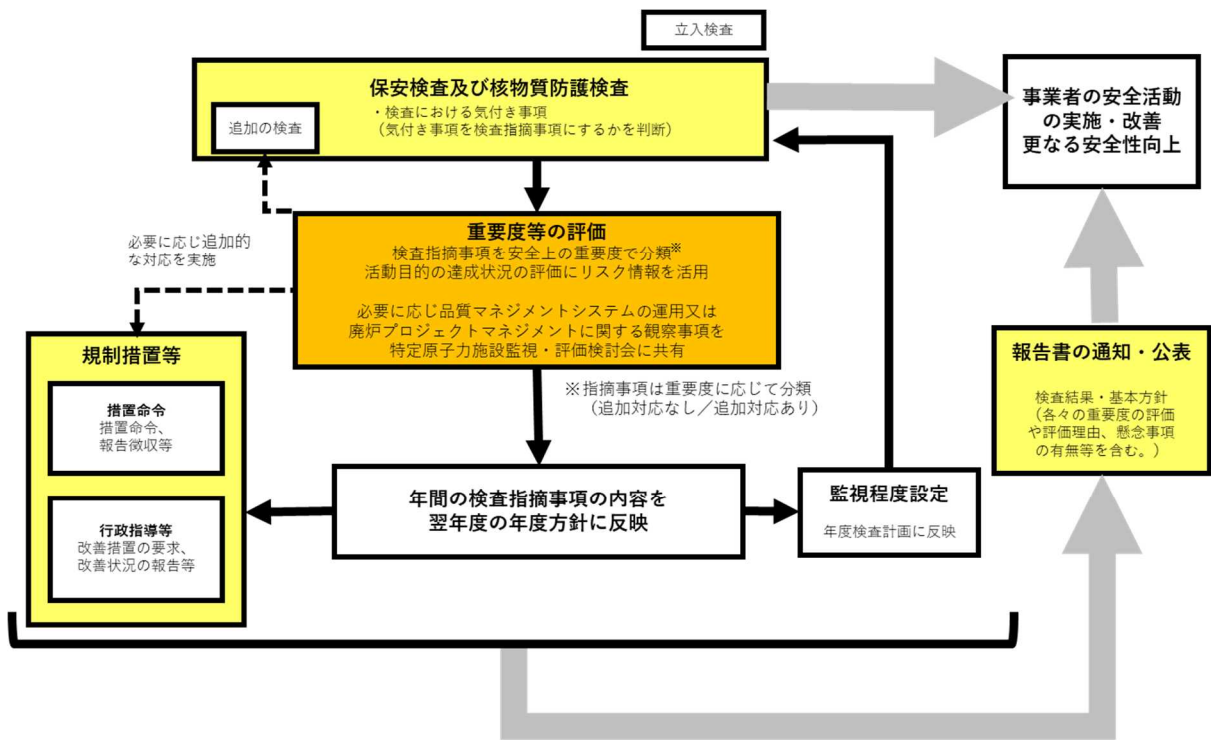 立入検査
保安検査及び核物質防護検査
・検査における気付き事項
（気付き事項を検査指摘事項にするかを判断）
追加の検査
事業者の安全活動
の実施・改善
更なる安全性向上
必要に応じ追加的
な対応を実施
重要度等の評価
検査指摘事項を安全上の重要度で分類※
活動目的の達成状況の評価にリスク情報を活用
必要に応じ品質マネジメントシステムの運用又は
廃炉プロジェクトマネジメントに関する観察事項を
特定原子力施設監視・評価検討会に共有
※指摘事項は重要度に応じて分類
（追加対応なし／追加対応あり）
規制措置等
措置命令
措置命令、
報告徴収等
行政指導等
改善措置の要求、
改善状況の報告等
年間の検査指摘事項の内容を
翌年度の年度方針に反映
監視程度設定
年度検査計画に反映
報告書の通知・公表
検査結果・基本方針
（各々の重要度の評価
や評価理由、懸念事項
の有無等を含む。）